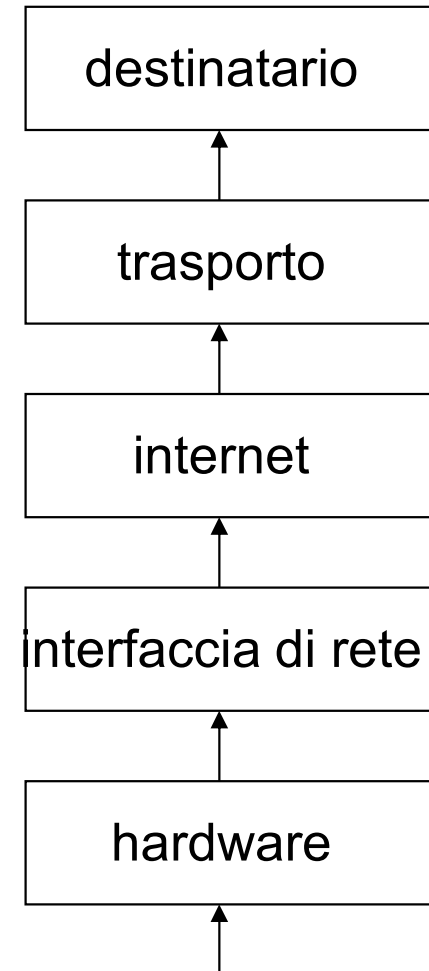 destinatario
trasporto
internet
interfaccia di rete
hardware